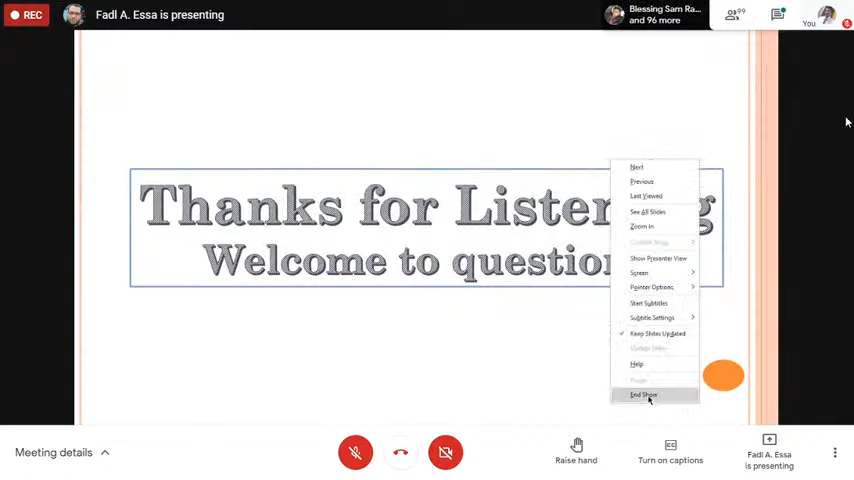 REC
Fadl A. Essa is presenting
Blessing Sam Ra...
and 96 more
99
You
Thanks for Listen g
Welcome to question
Next
Previous
Last Viewed
See All Slides
Zoom In
Show Presenter View
Screen
Pointer Options
Start Subtitles
Subtitle Settings
Keep Slides Updated
Help
End Show
Meeting details
Raise hand
Turn on captions
Fadl A. Essa
is presenting